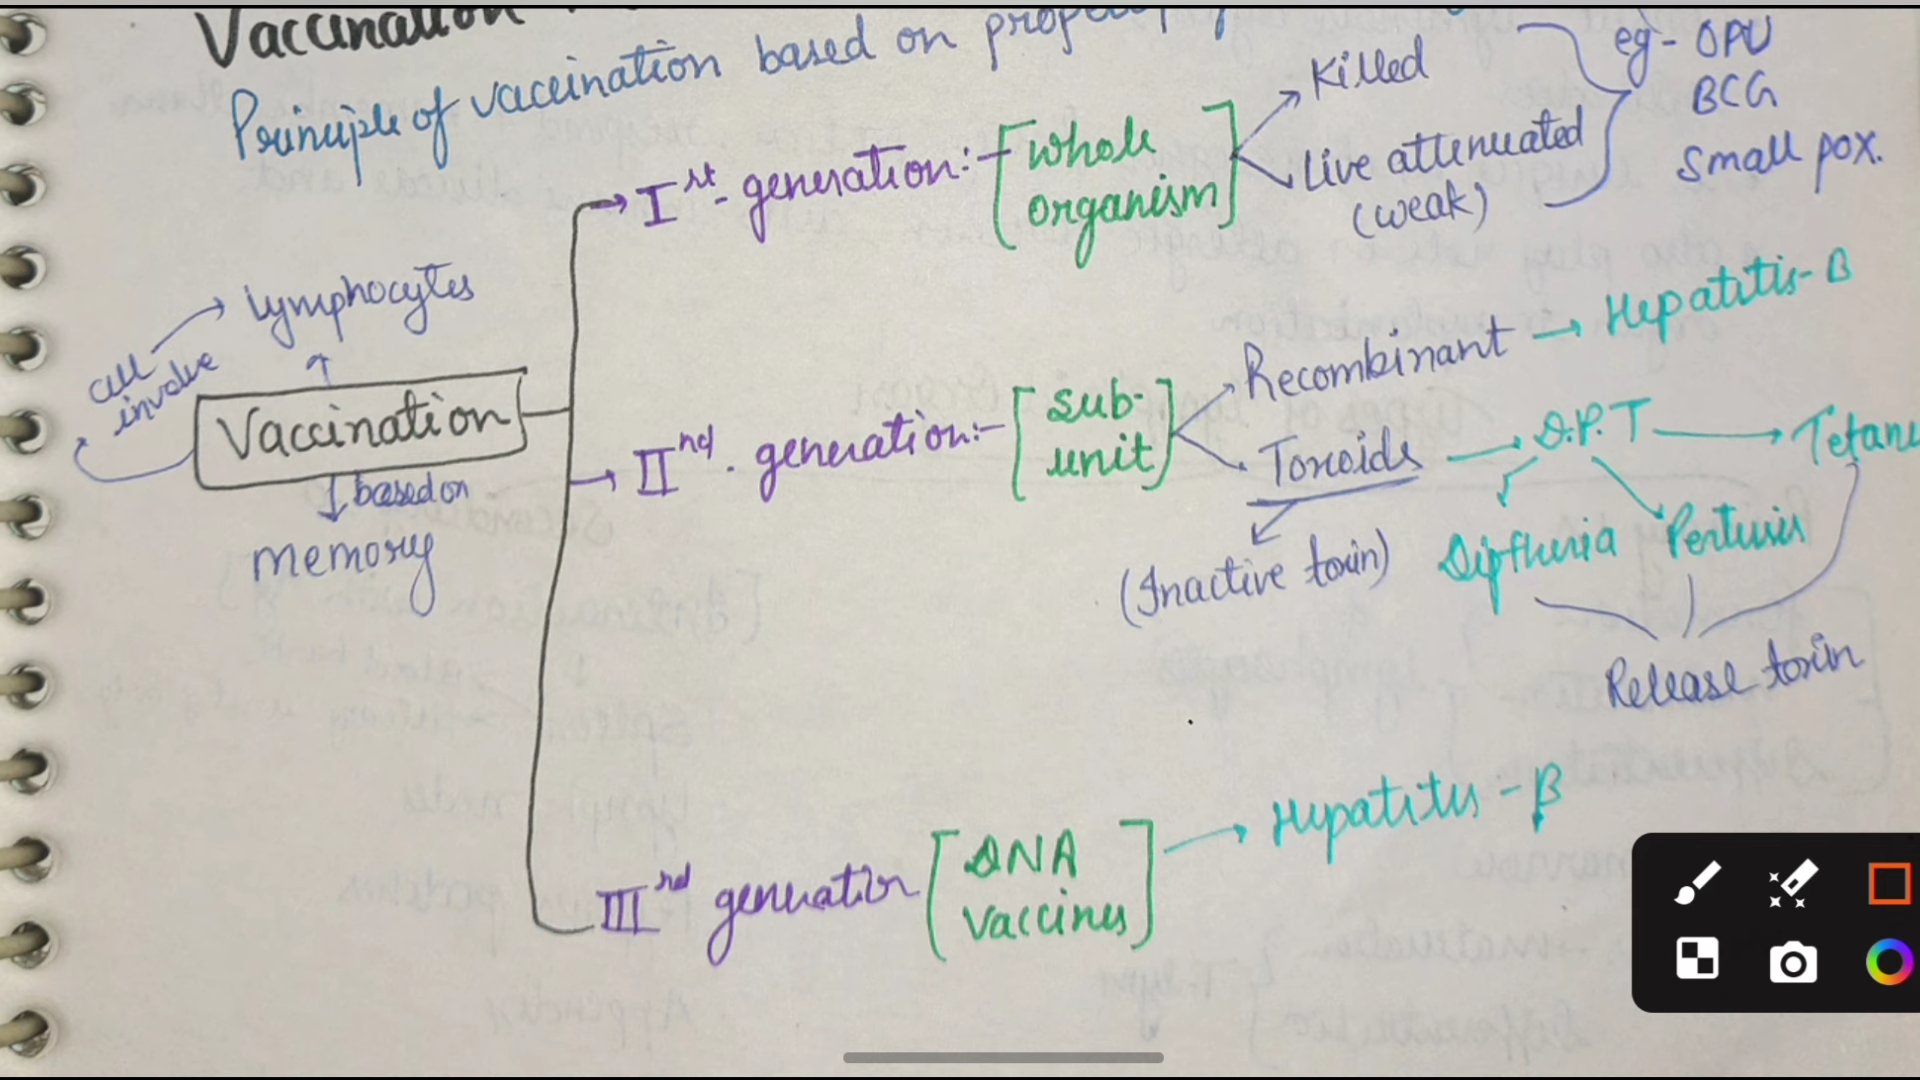 Vaccination
Principle of vaccination based on
Ist- generation:- [whole organism]
Killed
Live attenuated
(weak)
eg- OPV
BCG
Small pox.
cell involve
Lymphocytes
Vaccination
based on
memory
IInd. generation:- [sub-unit]
Recombinant → Hepatitis-B
Toxoids → D.P.T → Tetanu
(Inactive toxin)
Diptheria
Pertusis
Release toxin
IIIrd generation [DNA Vaccines] → Hepatitis-B